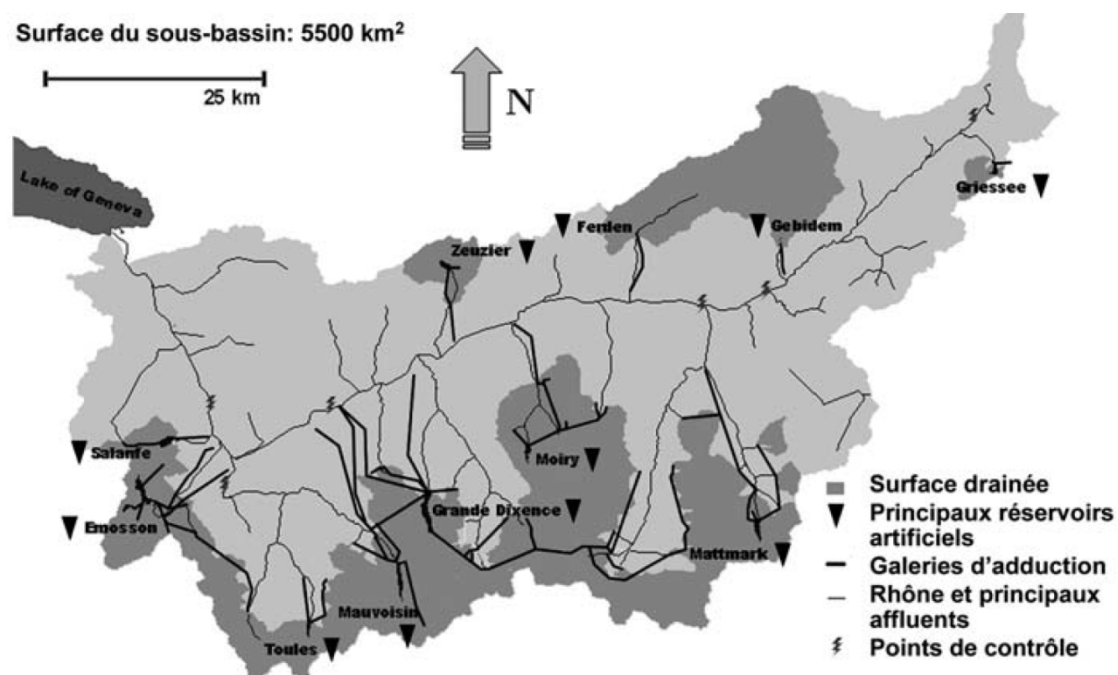 Surface du sous-bassin: 5500 km²
25 km
N
Lake of Geneva
Griessee
Ferden
Gebidem
Zeuzier
Salanfe
Moiry
Emosson
Grande Dixence
Mattmark
Mauvoisin
Toules
Surface drainée
Principaux réservoirs
artificiels
Galeries d'adduction
Rhône et principaux
affluents
Points de contrôle